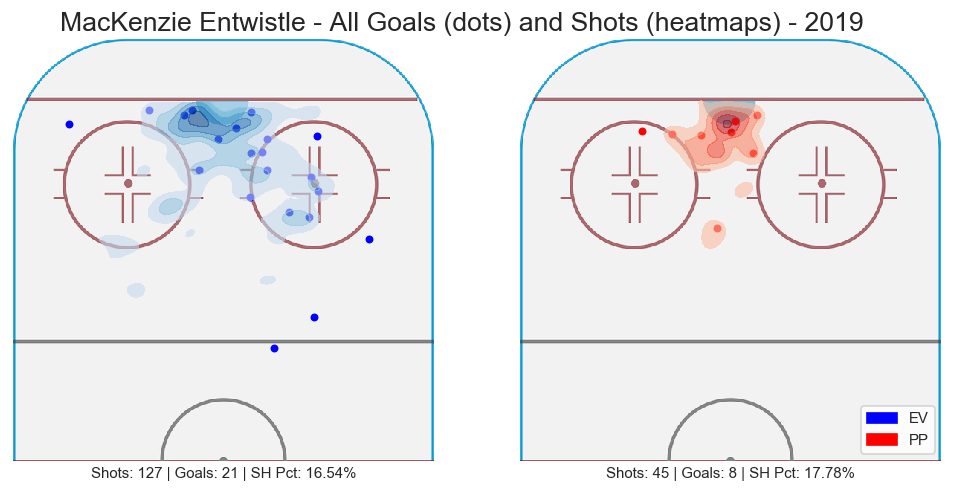 MacKenzie Entwistle - All Goals (dots) and Shots (heatmaps) - 2019
EV
PP
Shots: 127 | Goals: 21 | SH Pct: 16.54%
Shots: 45 | Goals: 8 | SH Pct: 17.78%